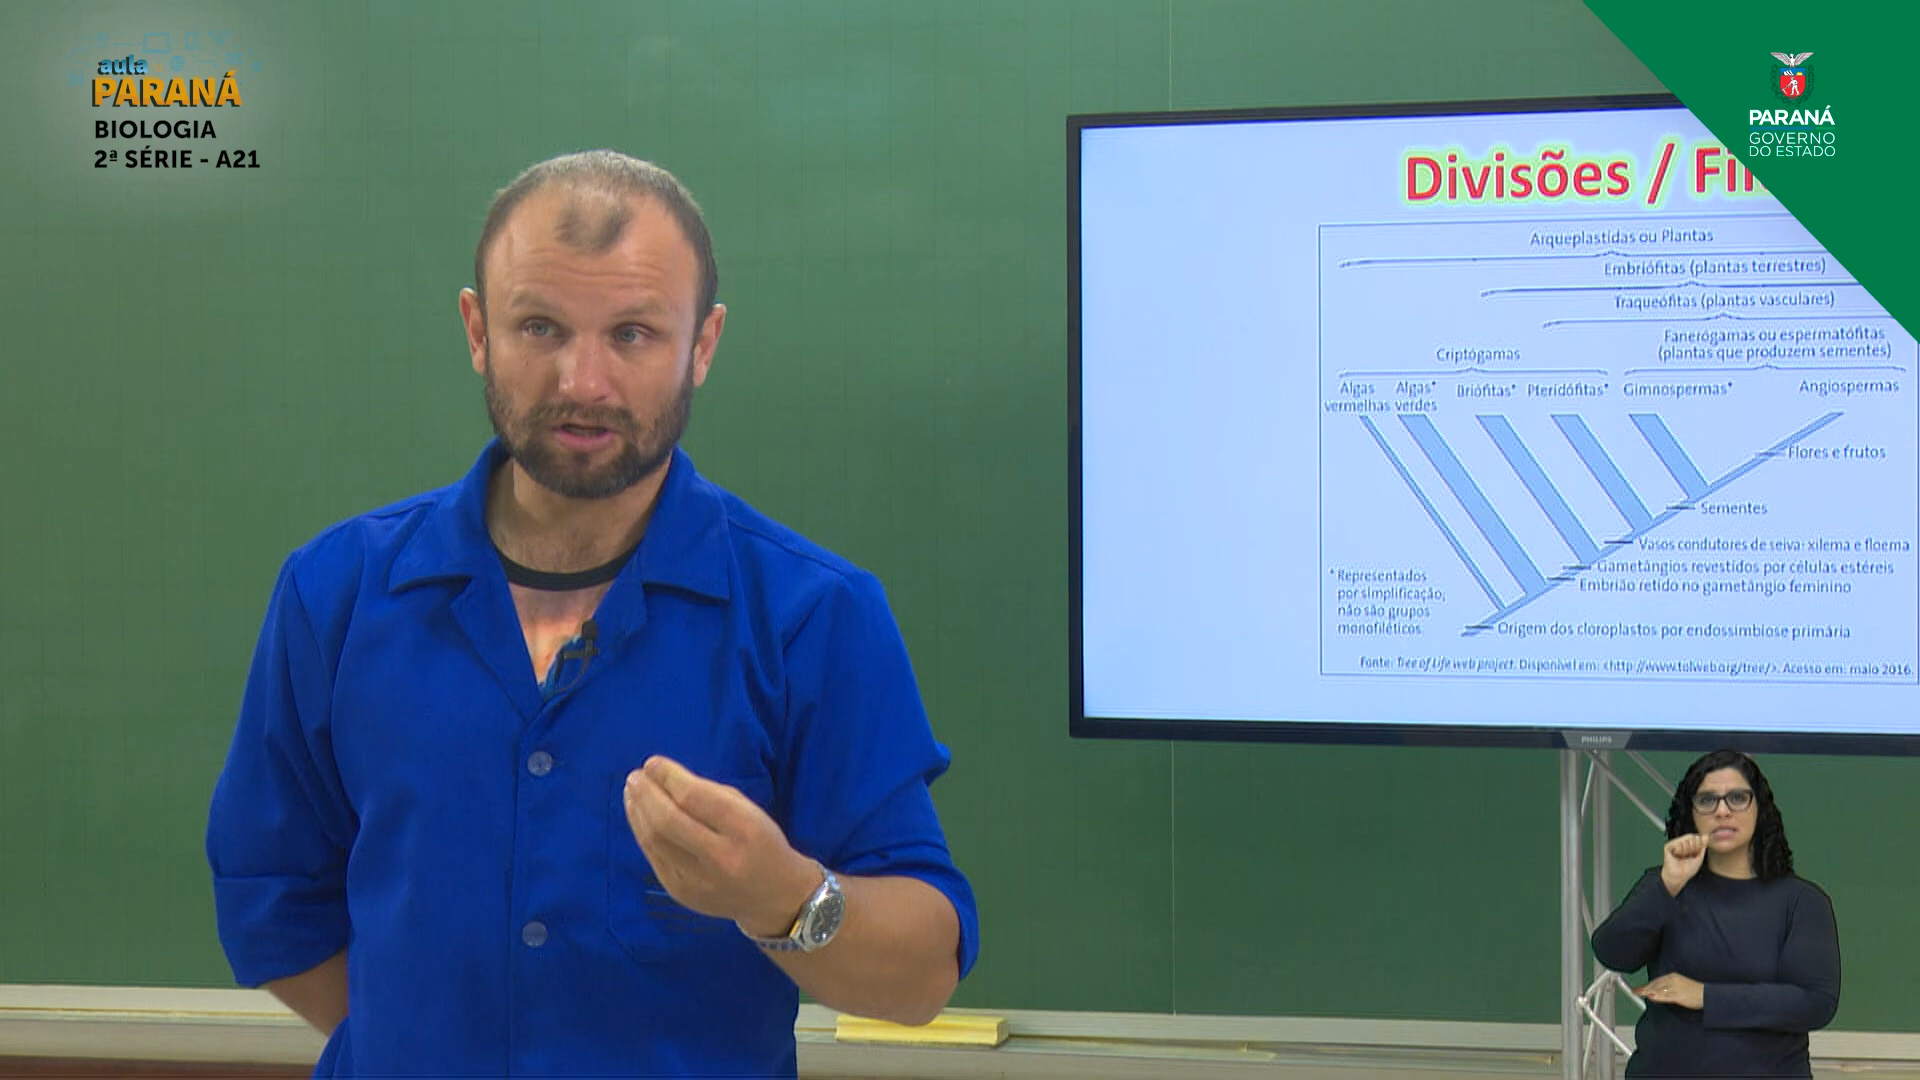 aula
PARANÁ
BIOLOGIA
2ª SÉRIE - A21
PARANÁ
GOVERNO
DO ESTADO
Divisões /
Arqueplastidas ou Plantas
Embriófitas (plantas terrestres)
Traqueófitas (plantas vasculares)
Fanerógamas ou espermatófitas
(plantas que produzem sementes)
Criptógamas
Algas vermelhas
Algas* verdes
Briófitas*
Pteridófitas*
Gimnospermas*
Angiospermas
Flores e frutos
Sementes
Vasos condutores de seiva: xilema e floema
Gametângios revestidos por células estéreis
Embrião retido no gametângio feminino
Origem dos cloroplastos por endossimbiose primária
* Representados
por simplificação;
não são grupos
monofiléticos.
Fonte: Tree of Life web project. Disponível em: <http://www.tolweb.org/tree/>. Acesso em: maio 2016.
PHILIPS